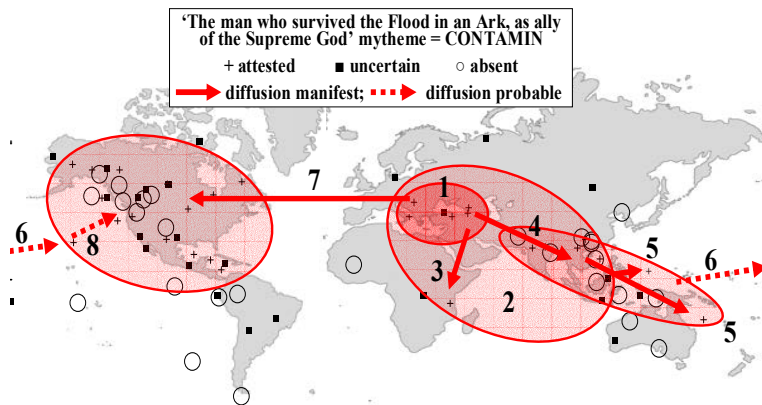 ‘The man who survived the Flood in an Ark, as ally
of the Supreme God’ mytheme = CONTAMIN
+ attested ■ uncertain ○ absent
diffusion manifest; diffusion probable
7
1
6
8
4
5
6
3
2
5